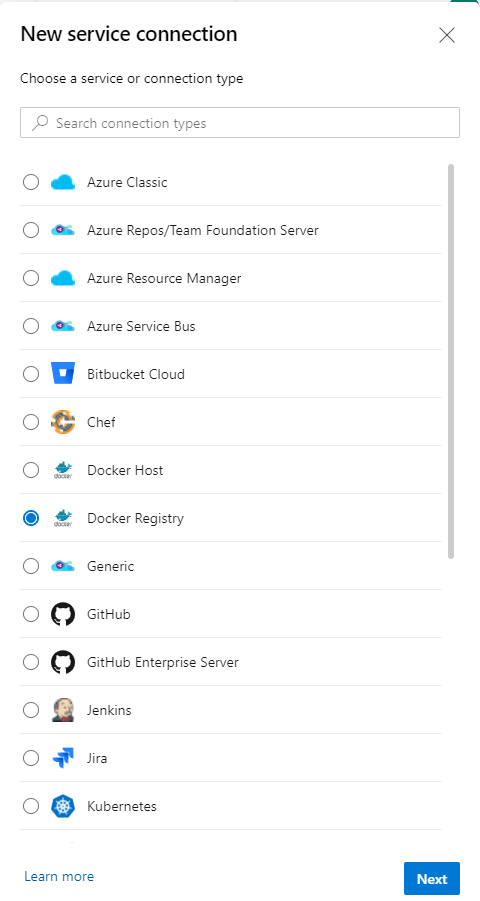 New service connection
Choose a service or connection type
Search connection types
Azure Classic
Azure Repos/Team Foundation Server
Azure Resource Manager
Azure Service Bus
Bitbucket Cloud
Chef
docker
Docker Host
docker
Docker Registry
Generic
GitHub
GitHub Enterprise Server
Jenkins
Jira
Kubernetes
Learn more
Next